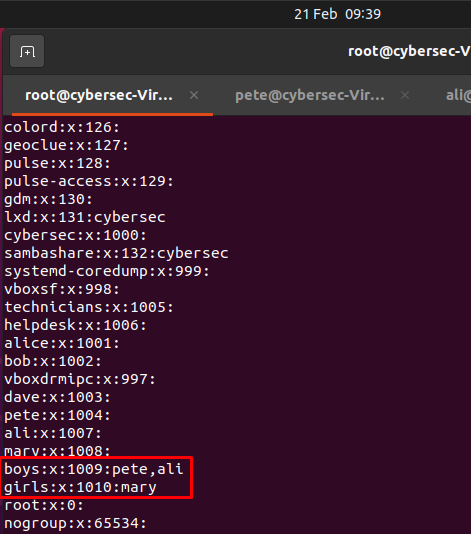 21 Feb 09:39
root@cybersec-V
root@cybersec-Vir... × pete@cybersec-Vir... × ali@
colord:x:126:
geoclue:x:127:
pulse:x:128:
pulse-access:x:129:
gdm:x:130:
lxd:x:131:cybersec
cybersec:x:1000:
sambashare:x:132:cybersec
systemd-coredump:x:999:
vboxsf:x:998:
technicians:x:1005:
helpdesk:x:1006:
alice:x:1001:
bob:x:1002:
vboxdrmipc:x:997:
dave:x:1003:
pete:x:1004:
ali:x:1007:
mary:x:1008:
boys:x:1009:pete,ali
girls:x:1010:mary
root:x:0:
nogroup:x:65534: